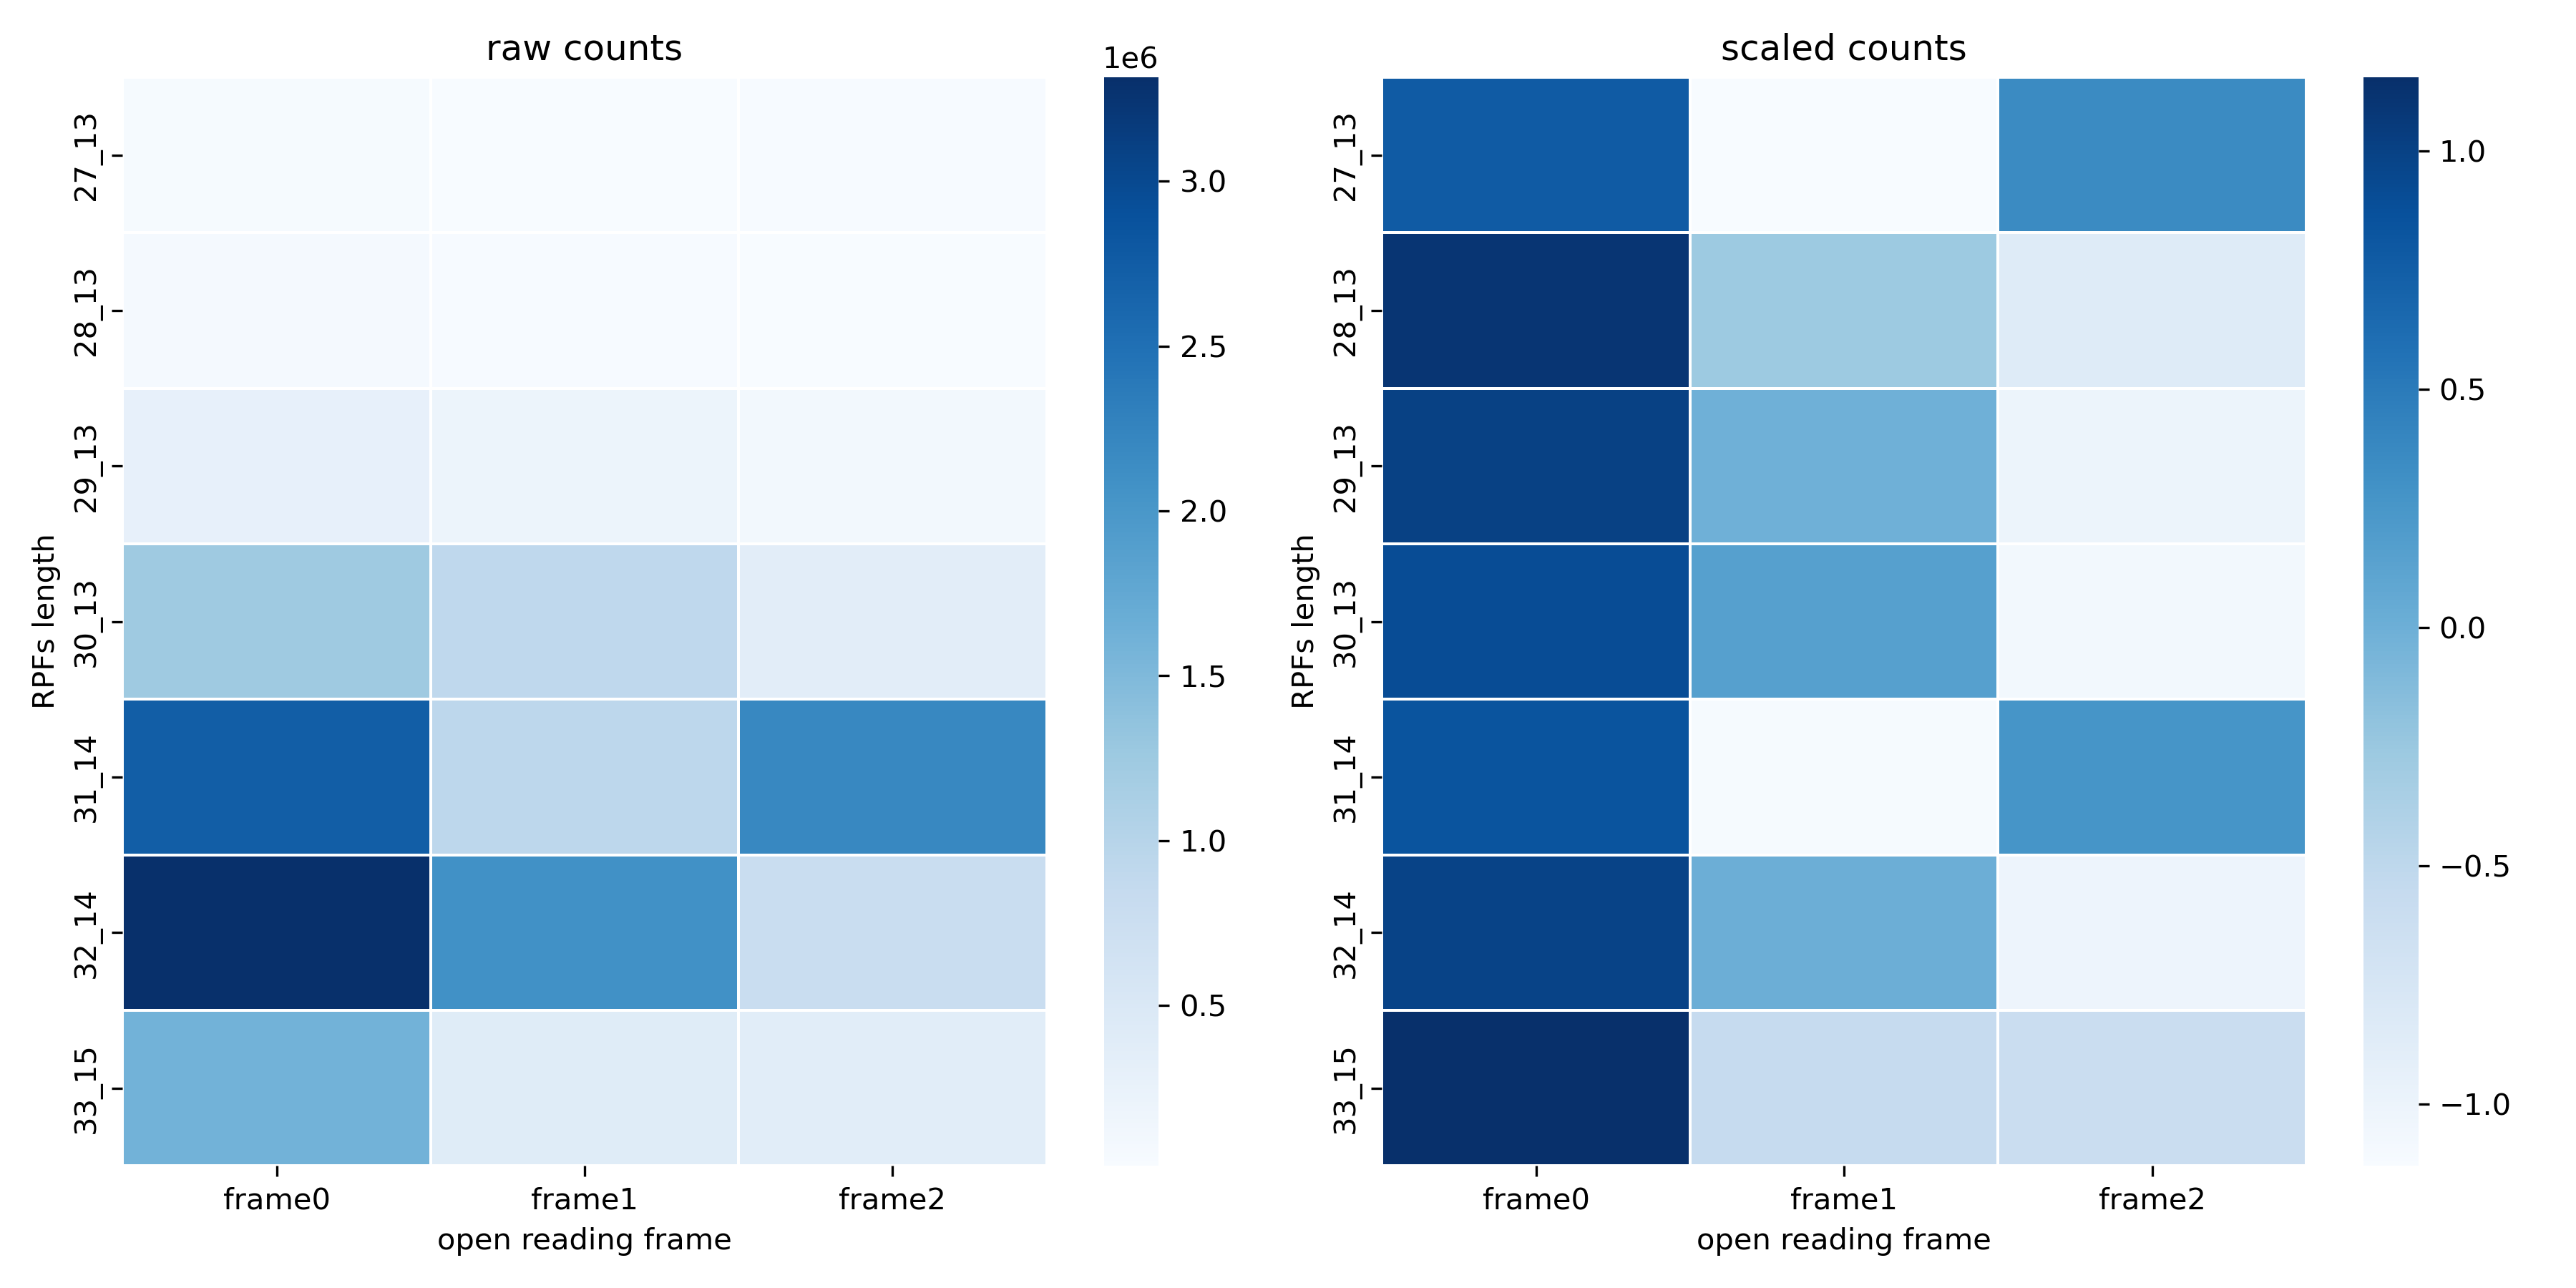 raw counts
1e6
RPFs length
27_13
28_13
29_13
30_13
31_14
32_14
33_15
frame0 frame1 frame2
open reading frame
3.0
2.5
2.0
1.5
1.0
0.5
scaled counts
RPFs length
27_13
28_13
29_13
30_13
31_14
32_14
33_15
frame0 frame1 frame2
open reading frame
1.0
0.5
0.0
−0.5
−1.0